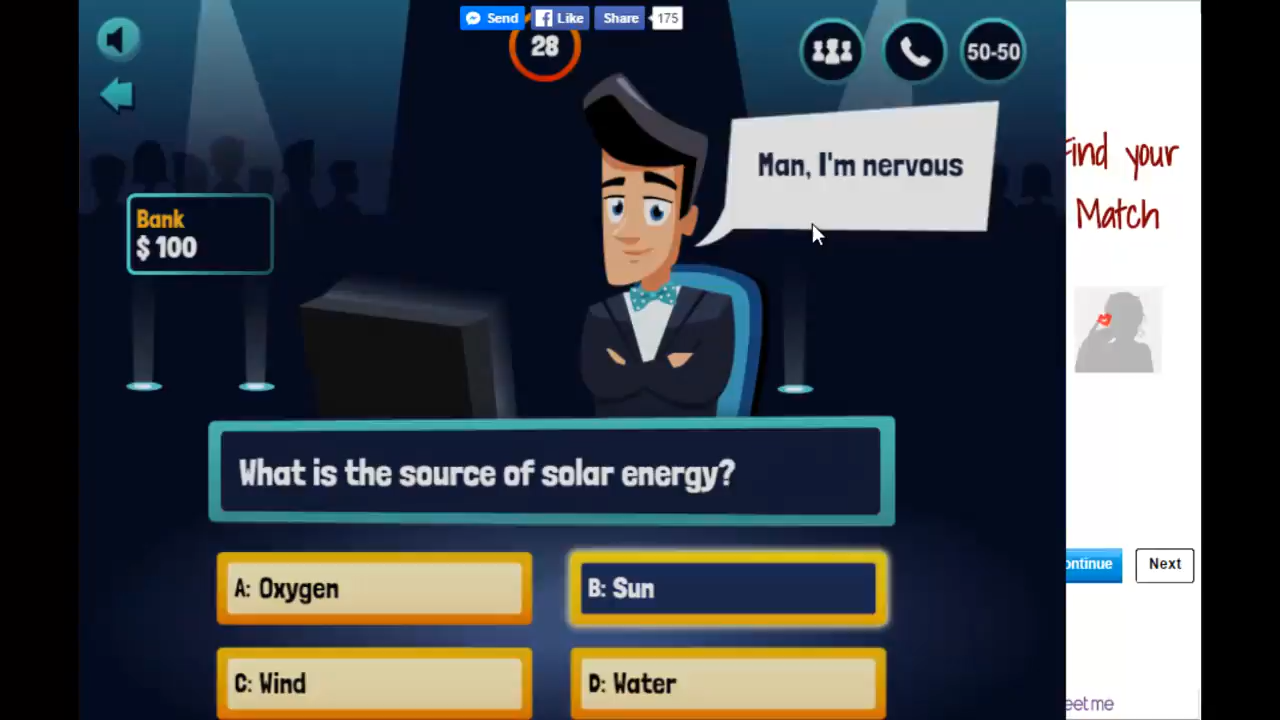 Send
Like
Share
175
28
50-50
Man, I'm nervous
Find your
Match
Bank
$ 100
What is the source of solar energy?
A: Oxygen
B: Sun
C: Wind
D: Water
ontinue
Next
eet me